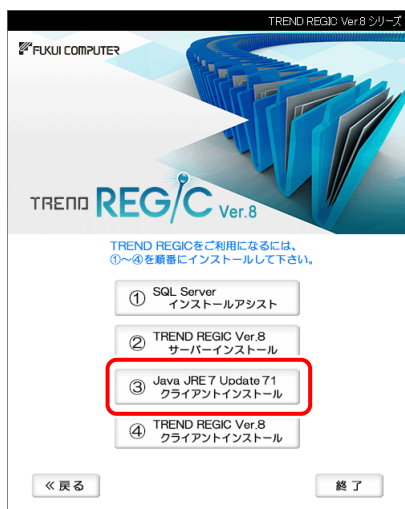 TREND REGIC Ver.8 シリーズ
FUKUI COMPUTER
TREND REGIC Ver.8
TREND REGICをご利用になるには、
①～④を順番にインストールして下さい。
① SQL Server
インストールアシスト
② TREND REGIC Ver.8
サーバーインストール
③ Java JRE 7 Update 71
クライアントインストール
④ TREND REGIC Ver.8
クライアントインストール
≪ 戻る
終了